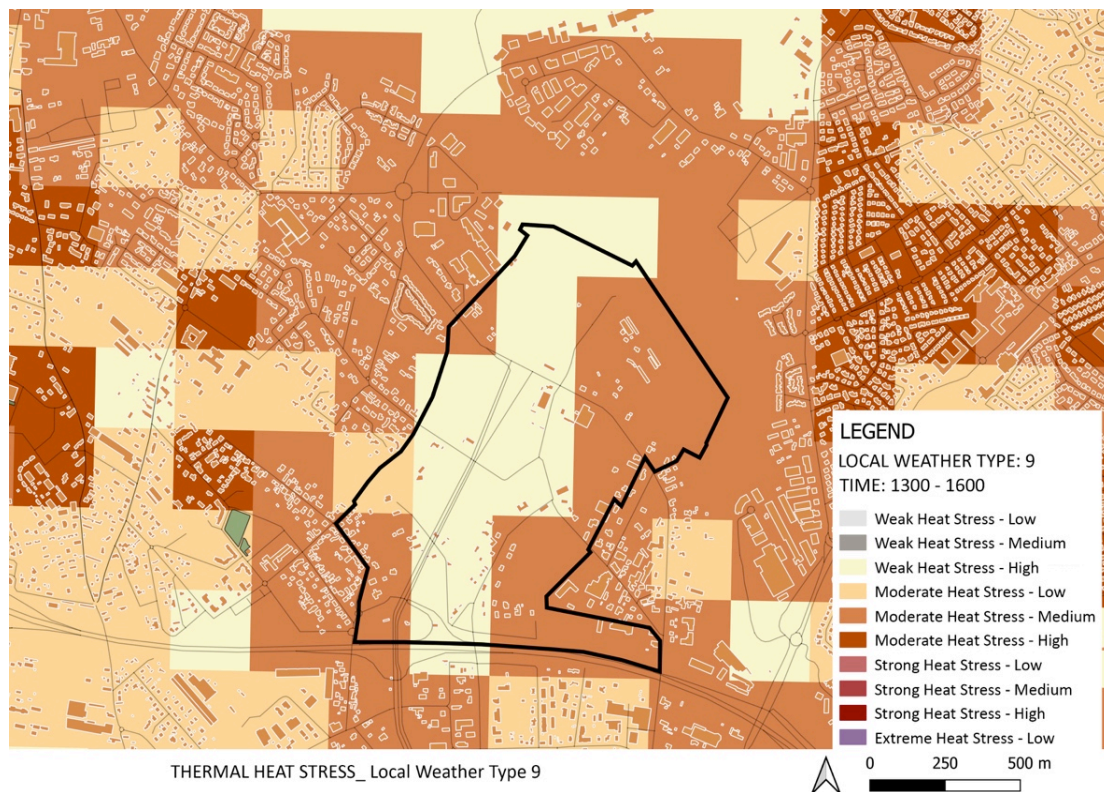 LEGEND
LOCAL WEATHER TYPE: 9
TIME: 1300 - 1600
Weak Heat Stress - Low
Weak Heat Stress - Medium
Weak Heat Stress - High
Moderate Heat Stress - Low
Moderate Heat Stress - Medium
Moderate Heat Stress - High
Strong Heat Stress - Low
Strong Heat Stress - Medium
Strong Heat Stress - High
Extreme Heat Stress - Low
THERMAL HEAT STRESS_ Local Weather Type 9
0 250 500 m